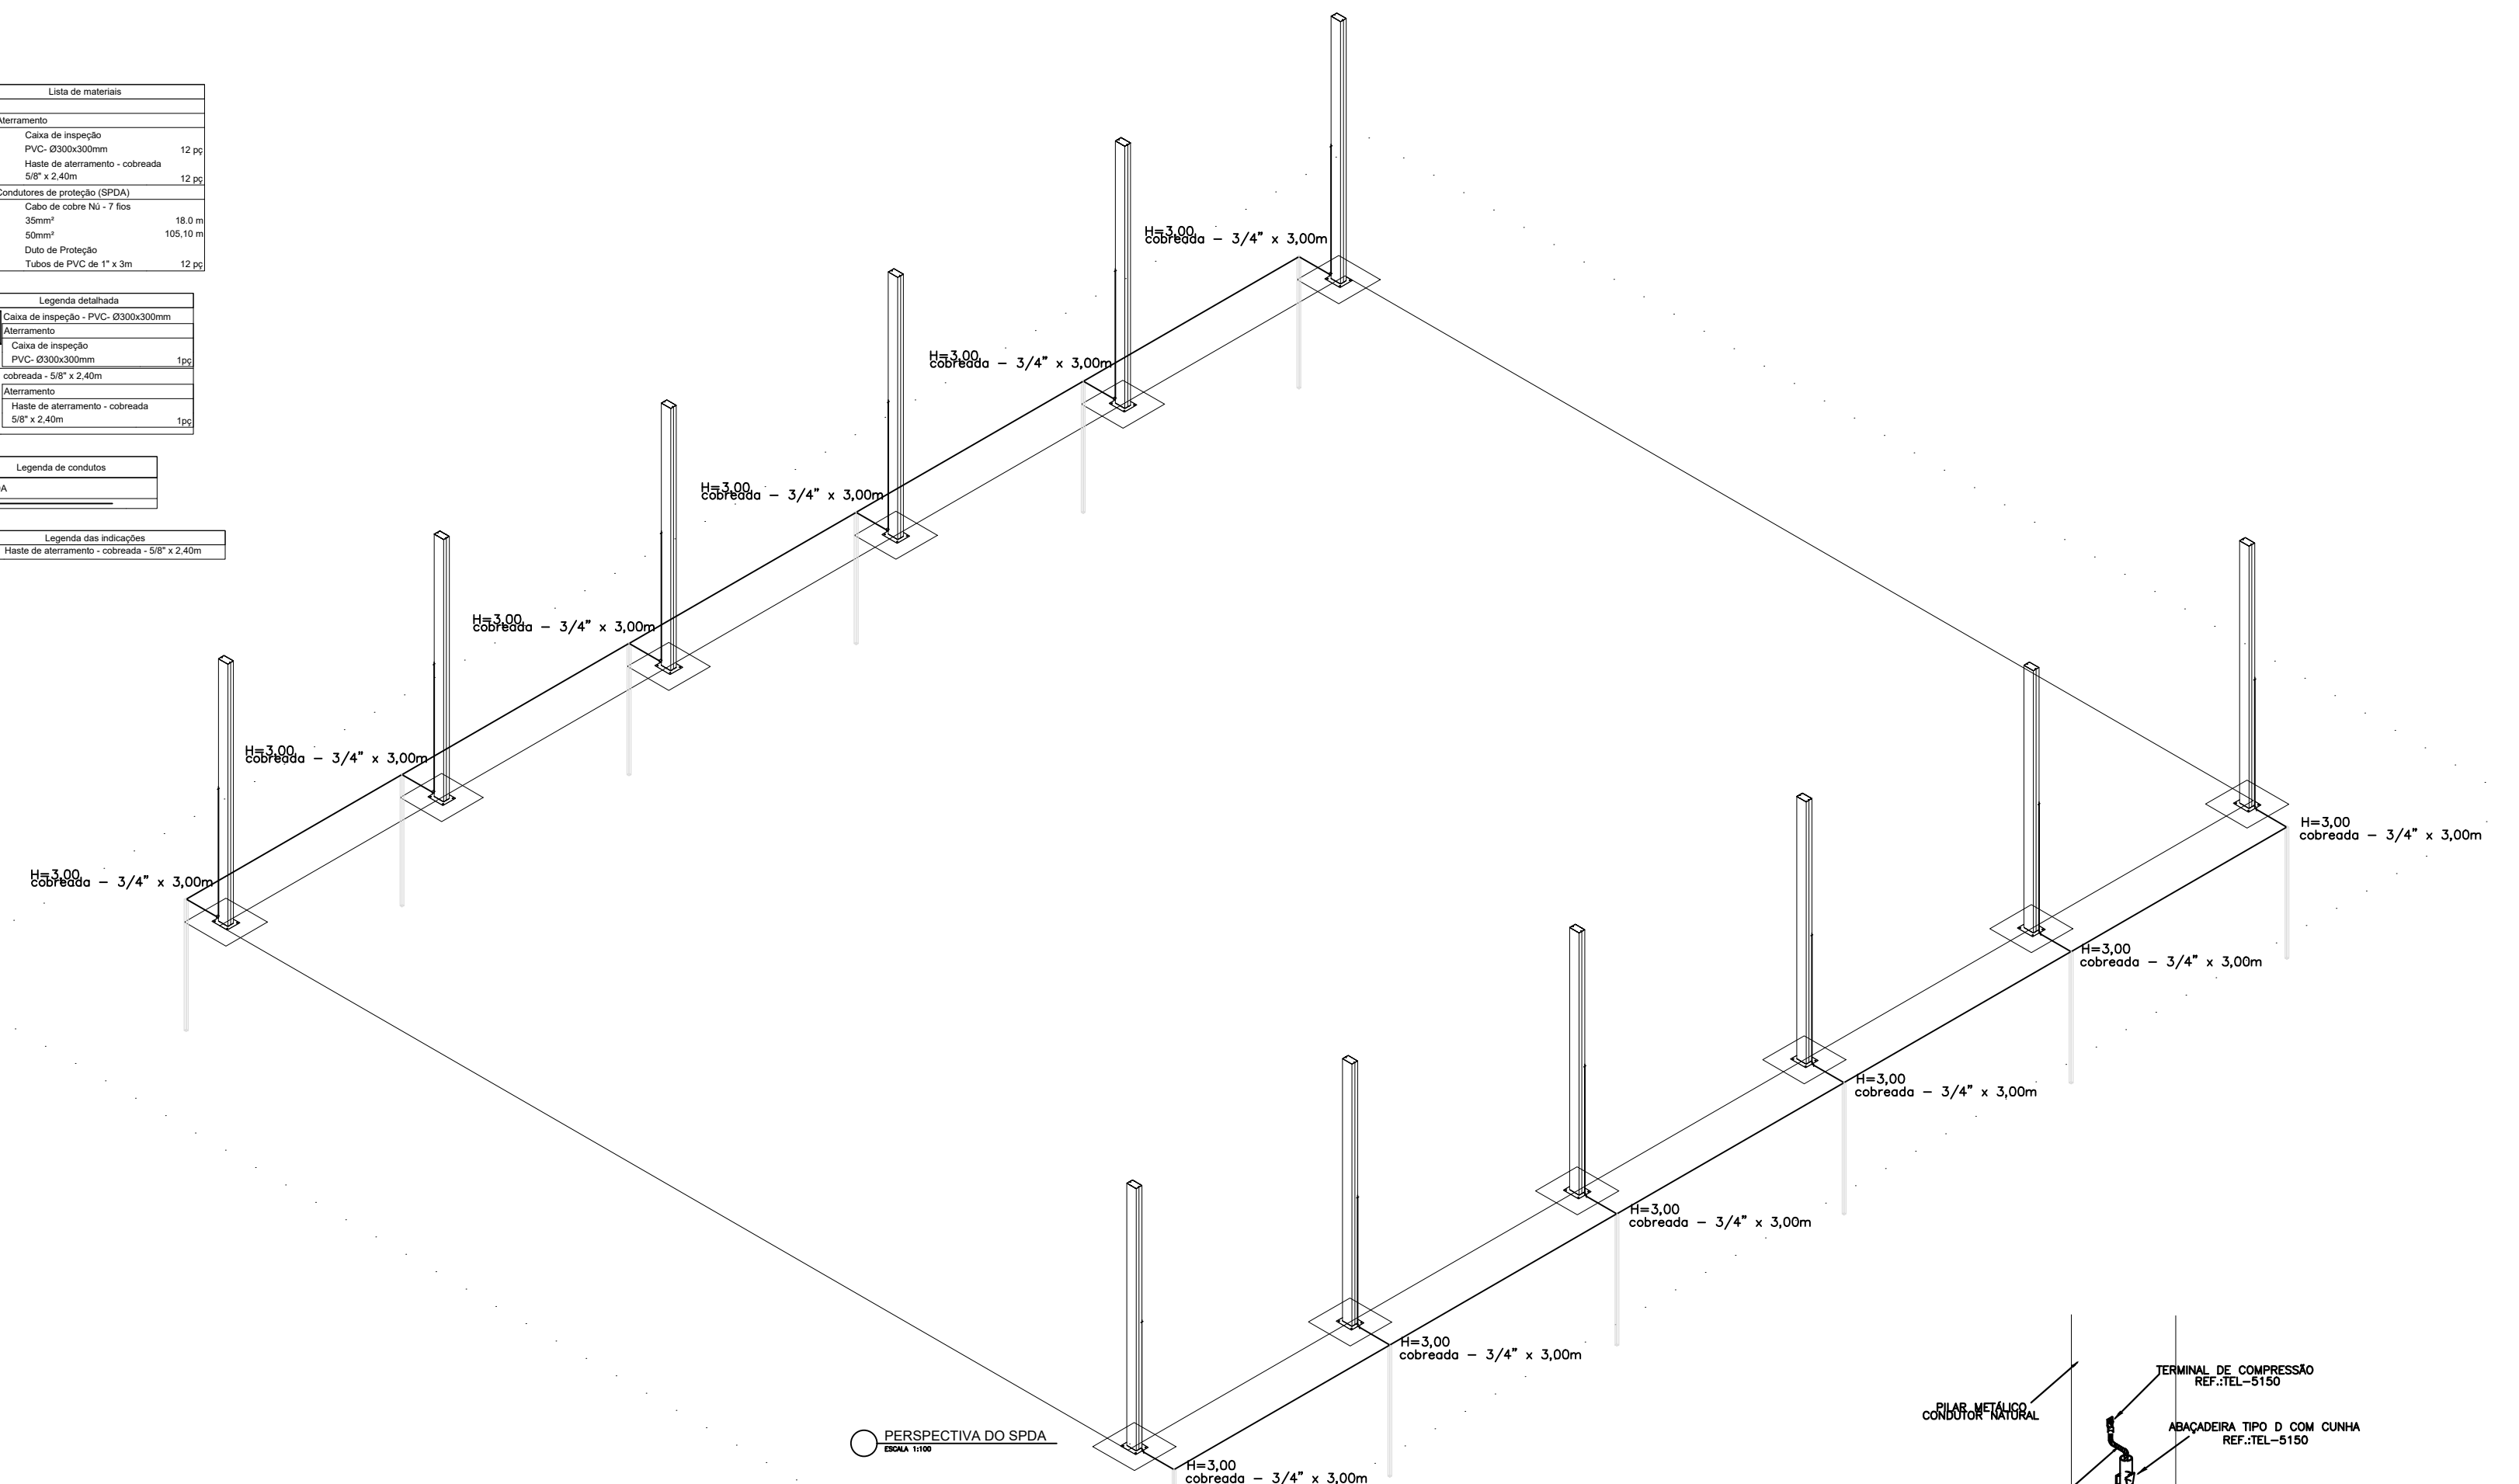 Lista de materiais
Aterramento
Caixa de inspeção
PVC- Ø300x300mm 12 pç
Haste de aterramento - cobreada
5/8" x 2,40m 12 pç
Condutores de proteção (SPDA)
Cabo de cobre Nú - 7 fios
35mm² 18.0 m
50mm² 105,10 m
Duto de Proteção
Tubos de PVC de 1" x 3m 12 pç
Legenda detalhada
Caixa de inspeção - PVC- Ø300x300mm
Aterramento
Caixa de inspeção
PVC- Ø300x300mm 1pç
cobreada - 5/8" x 2,40m
Aterramento
Haste de aterramento - cobreada
5/8" x 2,40m 1pç
Legenda de condutos
Legenda das indicações
Haste de aterramento - cobreada - 5/8" x 2,40m
H=3,00
cobreada – 3/4" x 3,00m
H=3,00
cobreada – 3/4" x 3,00m
H=3,00
cobreada – 3/4" x 3,00m
H=3,00
cobreada – 3/4" x 3,00m
H=3,00
cobreada – 3/4" x 3,00m
H=3,00
cobreada – 3/4" x 3,00m
H=3,00
cobreada – 3/4" x 3,00m
H=3,00
cobreada – 3/4" x 3,00m
H=3,00
cobreada – 3/4" x 3,00m
H=3,00
cobreada – 3/4" x 3,00m
H=3,00
cobreada – 3/4" x 3,00m
H=3,00
cobreada – 3/4" x 3,00m
PERSPECTIVA DO SPDA
ESCALA 1:100
TERMINAL DE COMPRESSÃO
REF.:TEL-5150
PILAR METÁLICO
CONDUTOR NATURAL
ABAÇADEIRA TIPO D COM CUNHA
REF.:TEL-5150